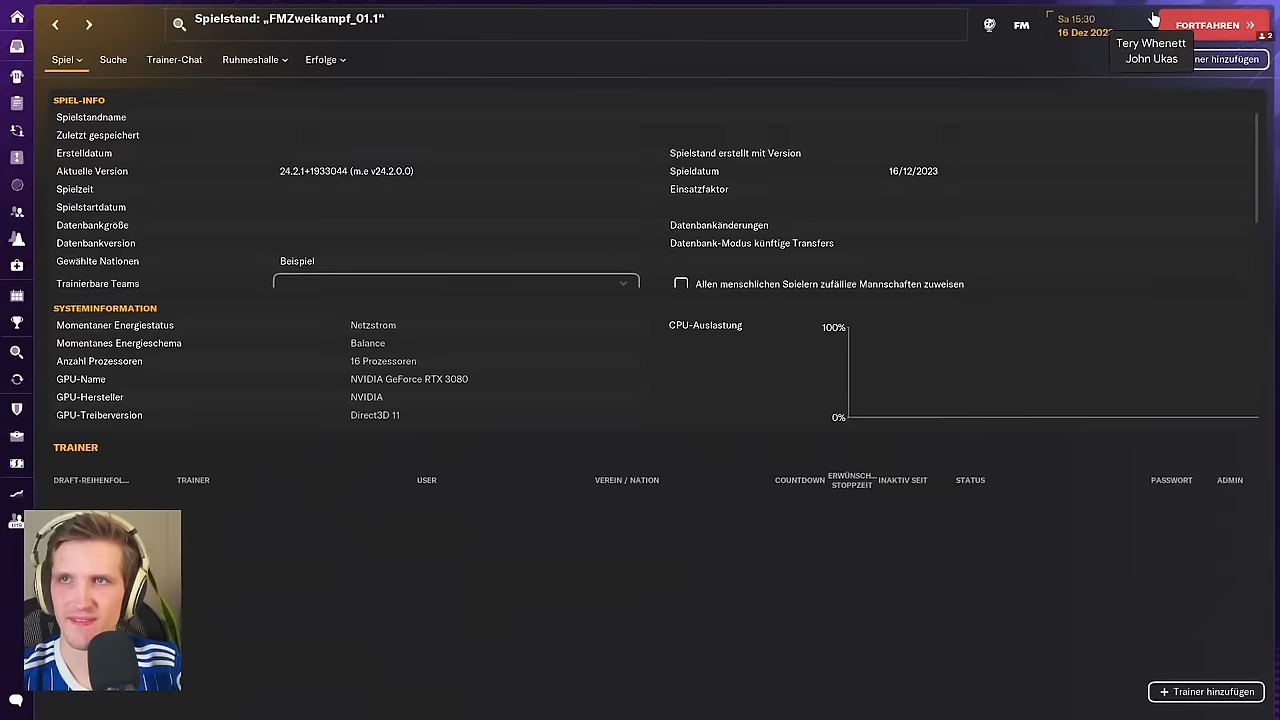 Spielstand: „FMZweikampf_01.1“
FM
Sa 15:30
16 Dez 2023
FORTFAHREN
2
Tery Whenett
John Ukas
Spiel
Suche
Trainer-Chat
Ruhmeshalle
Erfolge
iner hinzufügen
SPIEL-INFO
Spielstandname
Zuletzt gespeichert
Erstelldatum
Spielstand erstellt mit Version
Aktuelle Version 24.2.1+1933044 (m.e v24.2.0.0)
Spieldatum 16/12/2023
Spielzeit
Einsatzfaktor
Spielstartdatum
Datenbankgröße
Datenbankänderungen
Datenbankversion
Datenbank-Modus künftige Transfers
Gewählte Nationen Beispiel
Trainierbare Teams
Allen menschlichen Spielern zufällige Mannschaften zuweisen
SYSTEMINFORMATION
Momentaner Energiestatus Netzstrom
CPU-Auslastung
100%
0%
Momentanes Energieschema Balance
Anzahl Prozessoren 16 Prozessoren
GPU-Name NVIDIA GeForce RTX 3080
GPU-Hersteller NVIDIA
GPU-Treiberversion Direct3D 11
TRAINER
DRAFT-REIHENFOL... TRAINER USER VEREIN / NATION COUNTDOWN ERWÜNSCH... STOPPZEIT INAKTIV SEIT STATUS PASSWORT ADMIN
U19
+ Trainer hinzufügen